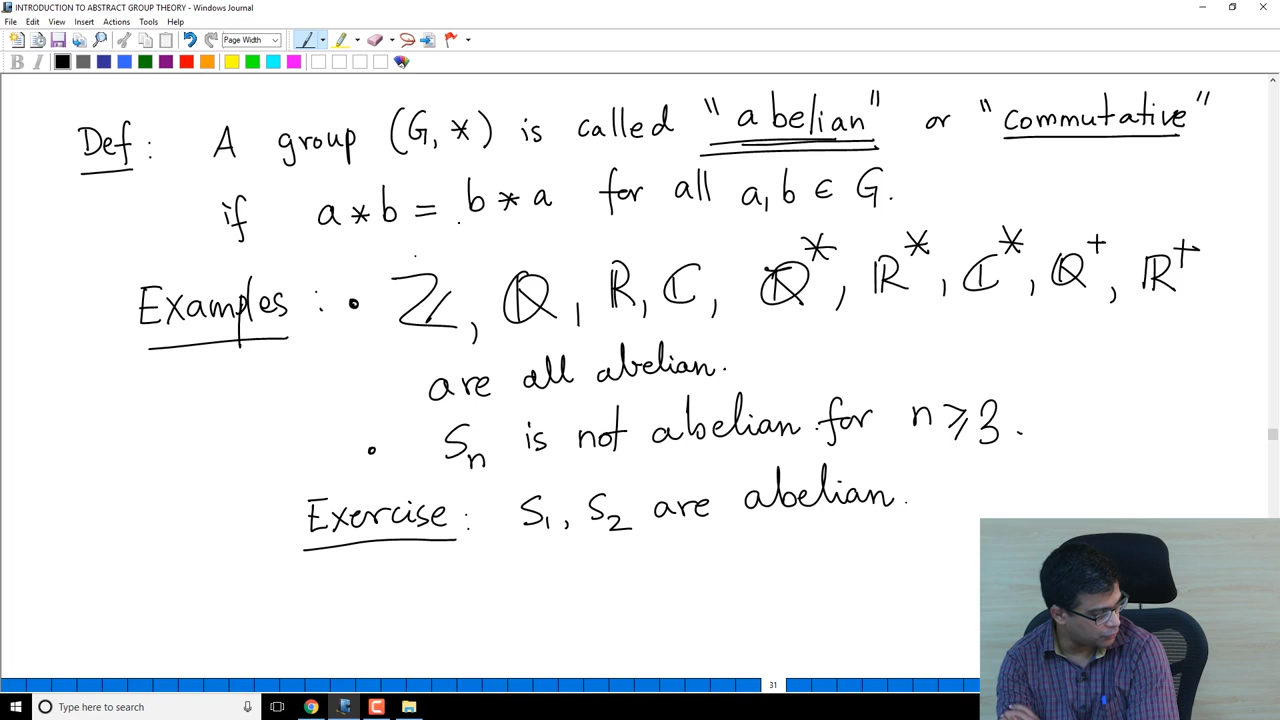 INTRODUCTION TO ABSTRACT GROUP THEORY - Windows Journal
File Edit View Insert Actions Tools Help
Page Width
B I
Def: A group (G, *) is called "abelian" or "commutative"
if a * b = b * a for all a, b ∈ G.
Examples: • ℤ, ℚ, ℝ, ℂ, ℚ*, ℝ*, ℂ*, ℚ⁺, ℝ⁺
are all abelian.
• Sₙ is not abelian for n ⩾ 3.
Exercise: S₁, S₂ are abelian.
31
Type here to search